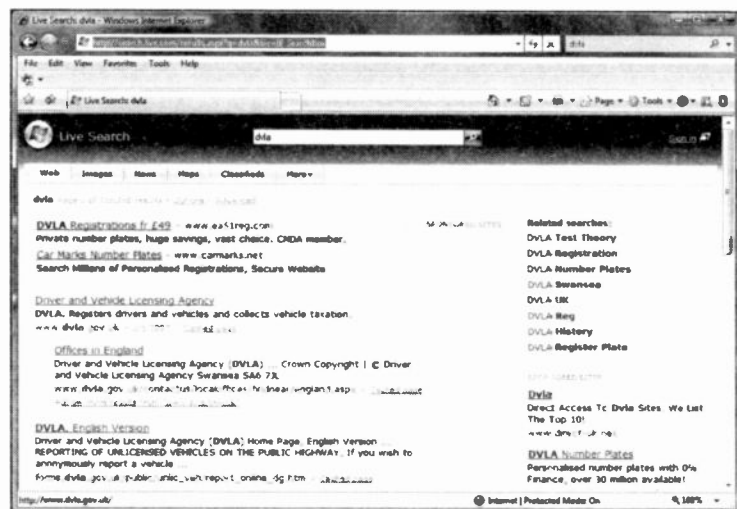 Live Search: dvla - Windows Internet Explorer
dvla
File Edit View Favorites Tools Help
Live Search: dvla
Page Tools
Live Search
dvla
Sign in
Web Images News Maps Classifieds More
dvla
DVLA Registrations fr £49 - www.ea51reg.com
Private number plates, huge savings, vast choice. CNDA member.
Car Marks Number Plates - www.carmarks.net
Search Millions of Personalised Registrations, Secure Website
Driver and Vehicle Licensing Agency
DVLA. Registers drivers and vehicles and collects vehicle taxation.
www.dvla.gov.uk
Offices in England
Driver and Vehicle Licensing Agency (DVLA) ... Crown Copyright | © Driver
and Vehicle Licensing Agency Swansea SA6 7JL
DVLA, English Version
Driver and Vehicle Licensing Agency (DVLA) Home Page, English Version ...
REPORTING OF UNLICENSED VEHICLES ON THE PUBLIC HIGHWAY. If you wish to
annonymously report a vehicle ...
Related searches:
DVLA Test Theory
DVLA Registration
DVLA Number Plates
DVLA Swansea
DVLA UK
DVLA Reg
DVLA History
DVLA Register Plate
Dvla
Direct Access To Dvla Sites. We List
The Top 10!
DVLA Number Plates
Personalised number plates with 0%
Finance, over 30 million available!
http://www.dvla.gov.uk/
Internet | Protected Mode: On
100%